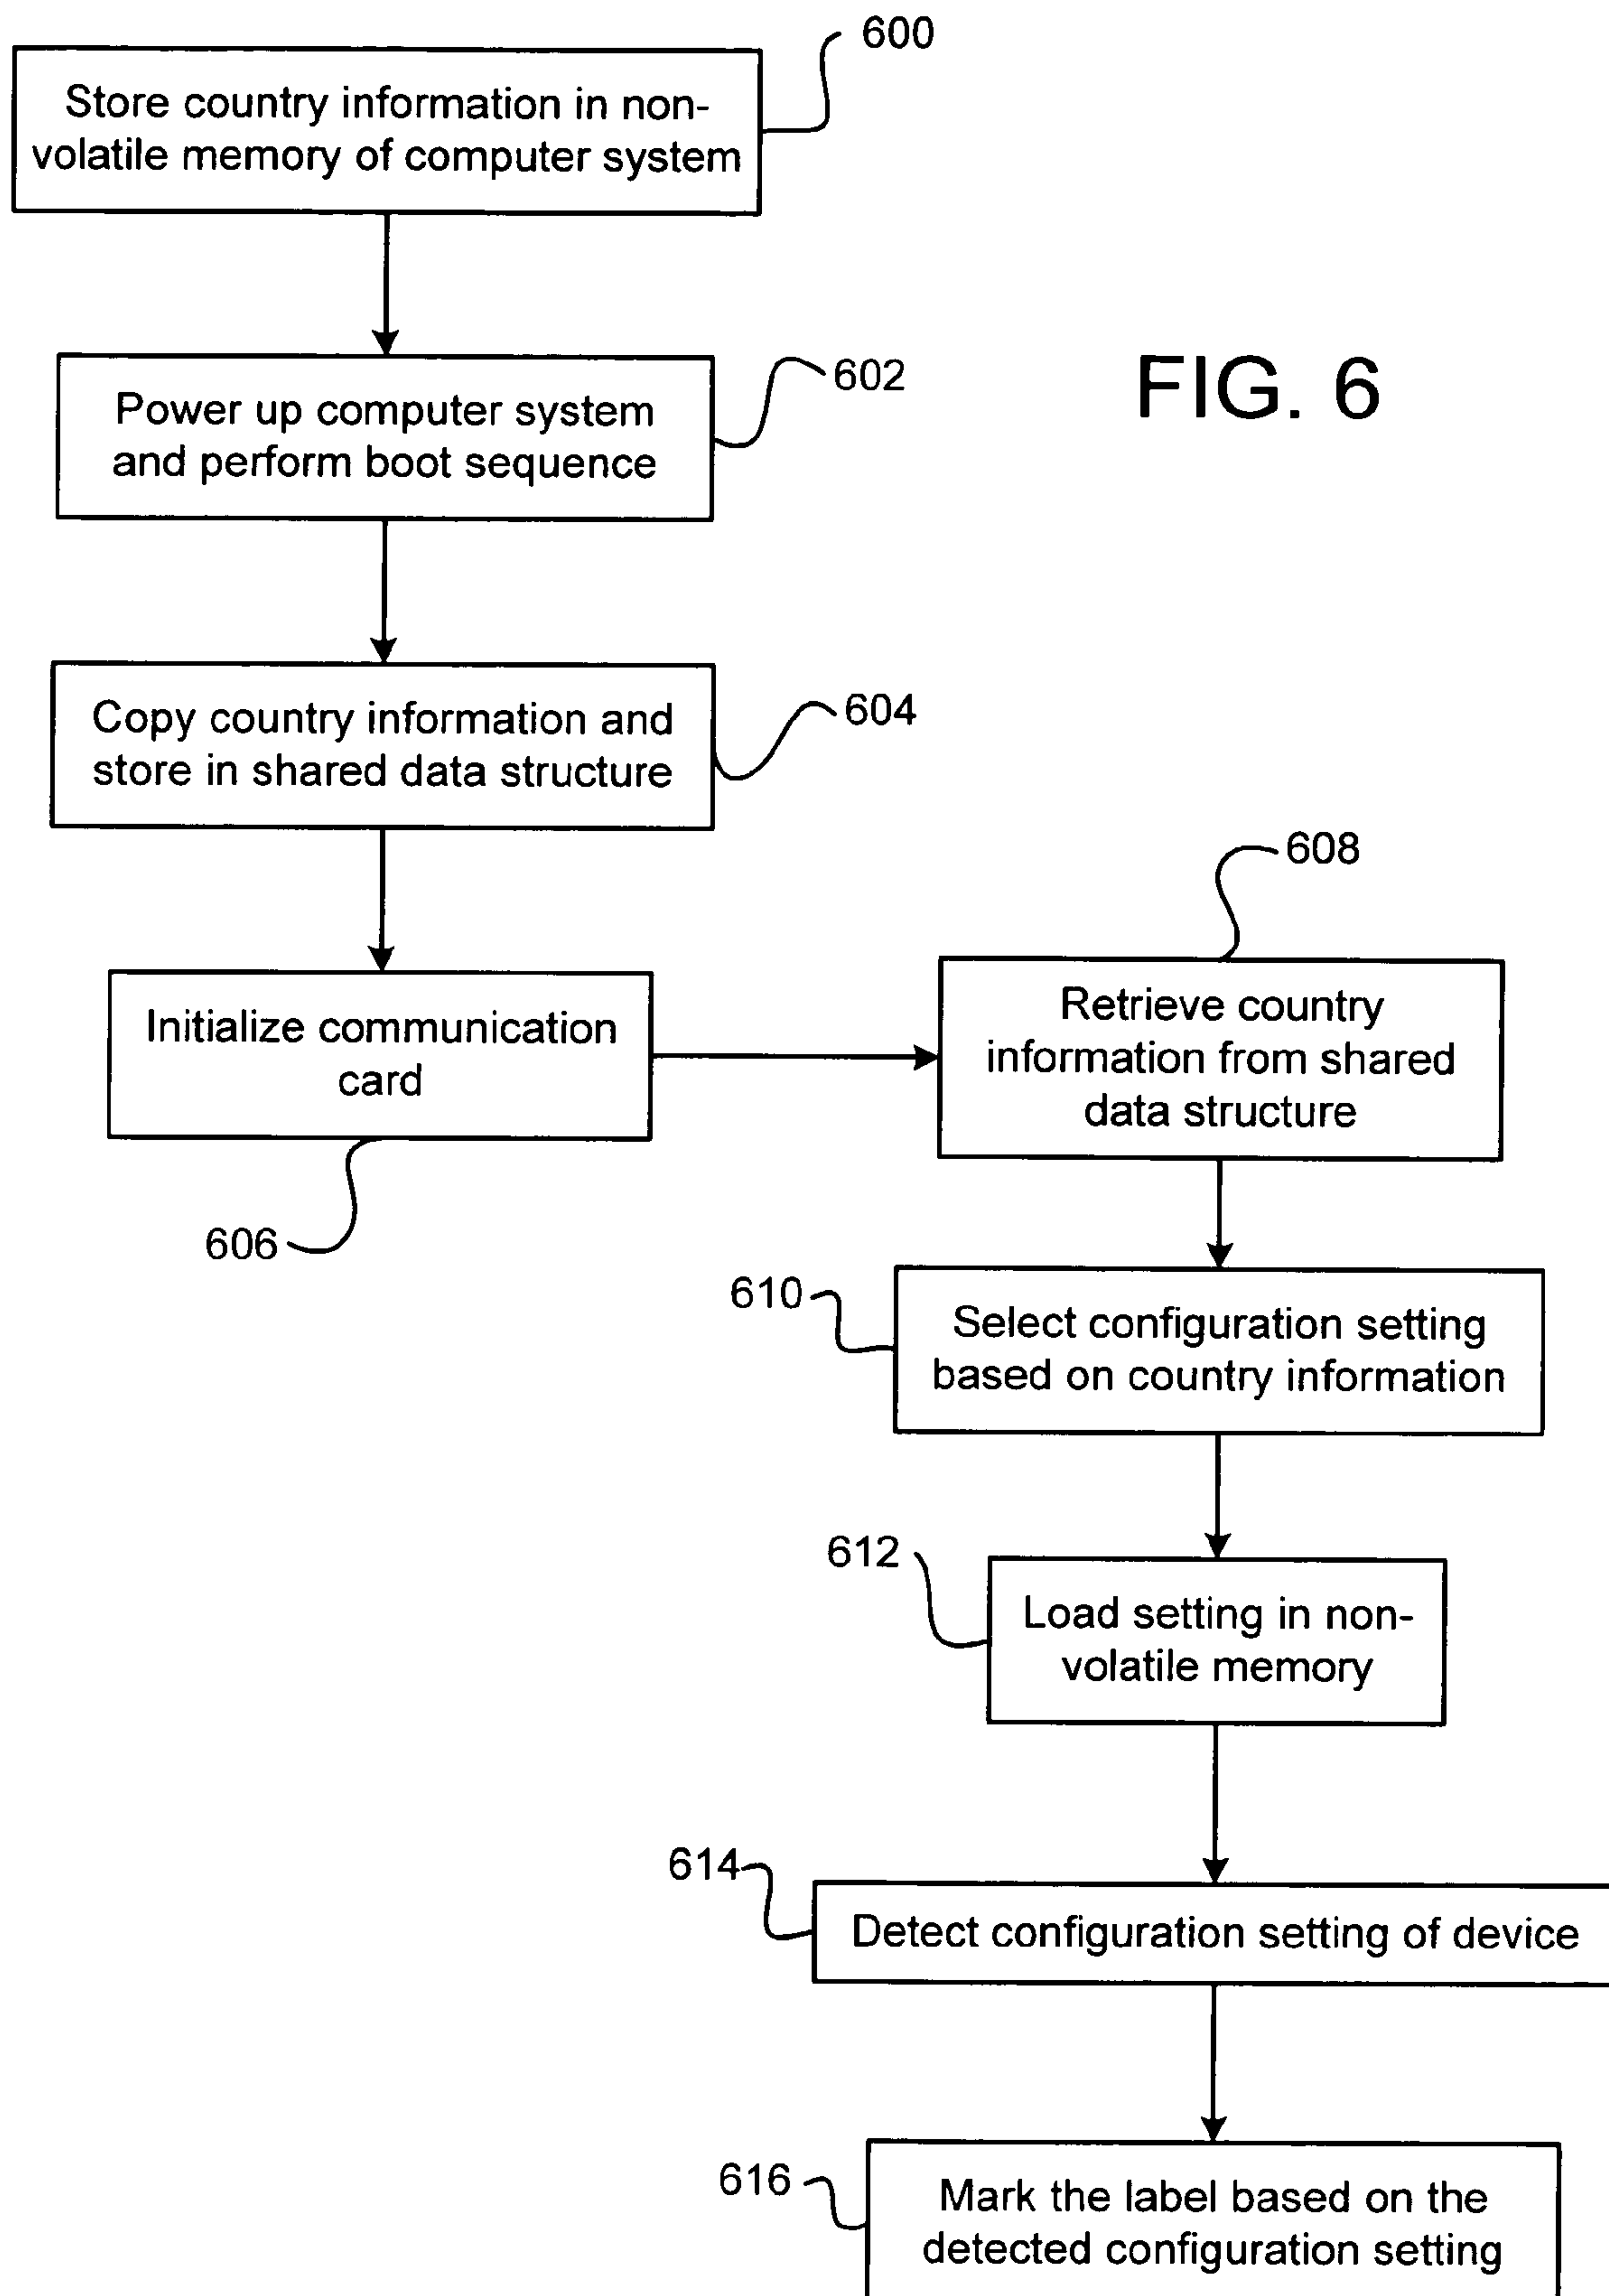 600
Store country information in non-
volatile memory of computer system
602
FIG. 6
Power up computer system
and perform boot sequence
604
Copy country information and
store in shared data structure
608
Initialize communication
card
Retrieve country
information from shared
data structure
606
610
Select configuration setting
based on country information
612
Load setting in non-
volatile memory
614
Detect configuration setting of device
616
Mark the label based on the
detected configuration setting